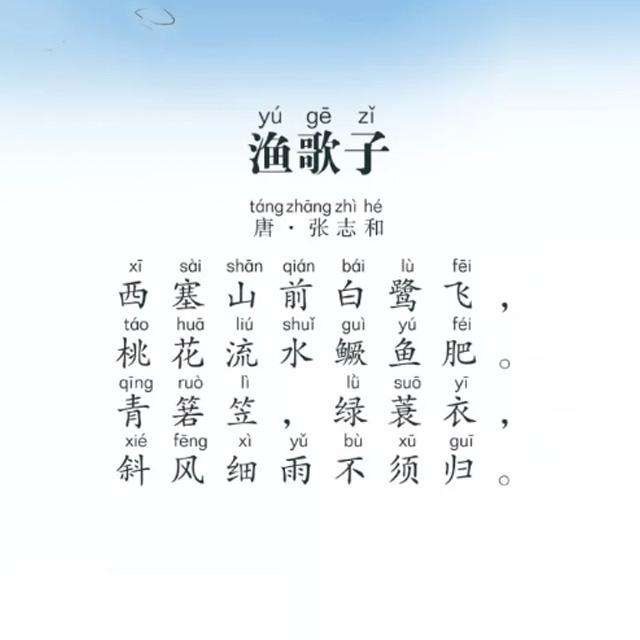 yú gē zǐ
渔歌子
táng zhāng zhì hé
唐·张志和
xī sài shān qián bái lù fēi
西塞山前白鹭飞，
táo huā liú shuǐ guì yú féi
桃花流水鳜鱼肥。
qīng ruò lì lǜ suō yī
青箬笠，绿蓑衣，
xié fēng xì yǔ bù xū guī
斜风细雨不须归。